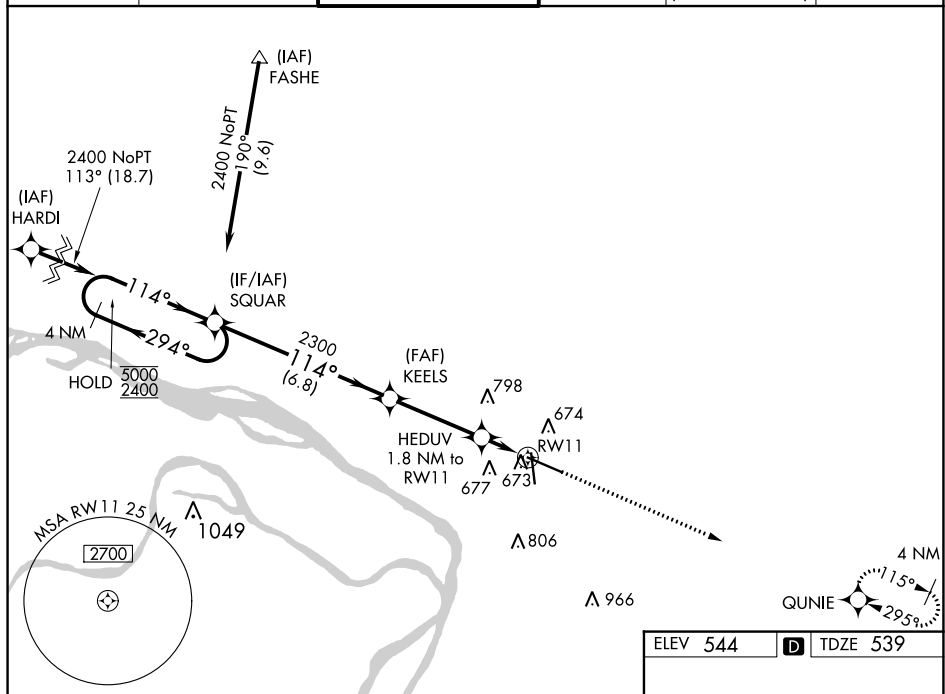 (IAF)
FASHE
2400 NoPT
190°
(9.6)
2400 NoPT
113° (18.7)
(IAF)
HARDI
(IF/IAF)
SQUAR
114°
294°
4 NM
HOLD 5000
2400
2300
114°
(6.8)
(FAF)
KEELS
798
674
HEDUV
1.8 NM to
RW11
RW11
677
673
MSA RW11 25 NM
2700
1049
806
966
4 NM
115°
295°
QUNIE
ELEV 544 D TDZE 539